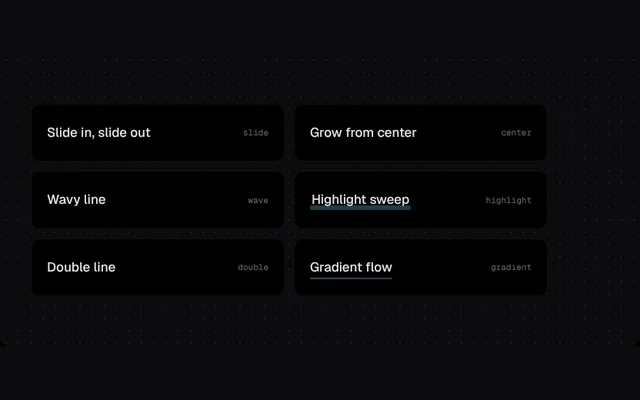 Slide in, slide out slide
Grow from center center
Wavy line wave
Highlight sweep highlight
Double line double
Gradient flow gradient